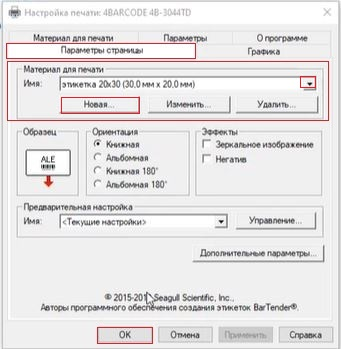 Настройка печати: 4BARCODE 4B-3044TD
Материал для печати Параметры О программе
Параметры страницы Графика
Материал для печати
Имя: этикетка 20x30 (30,0 мм x 20,0 мм)
Новая... Изменить... Удалить...
Образец Ориентация Эффекты
ALE
Книжная
Альбомная
Книжная 180°
Альбомная 180°
Зеркальное изображение
Негатив
Предварительная настройка
Имя: <Текущие настройки> Управление...
Дополнительные параметры...
Seagull Scientific, Inc.,
Авторы программного обеспечения создания этикеток BarTender®.
OK Отмена Применить Справка